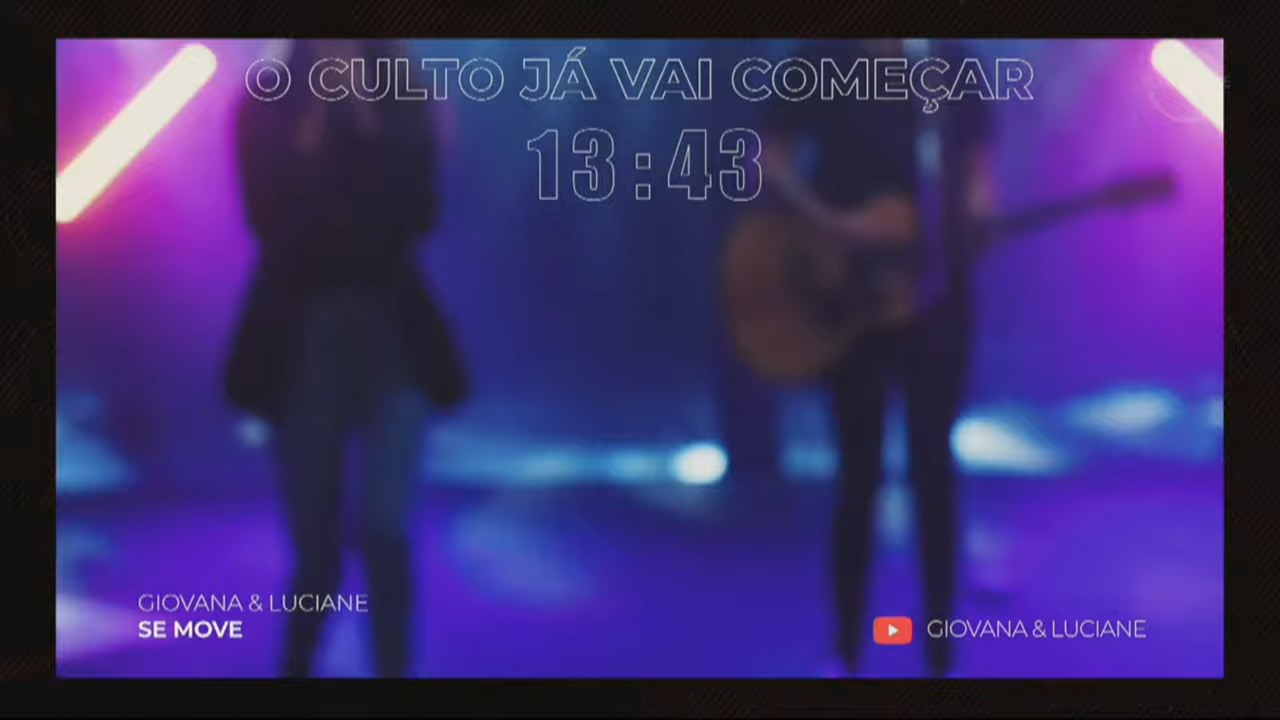 O CULTO JÁ VAI COMEÇAR
13:43
GIOVANA & LUCIANE
SE MOVE
GIOVANA & LUCIANE